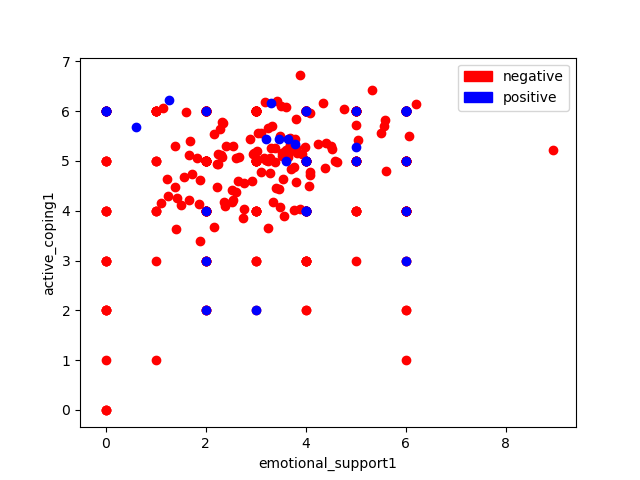 negative
positive
7
6
5
4
3
2
1
0
active_coping1
0 2 4 6 8
emotional_support1